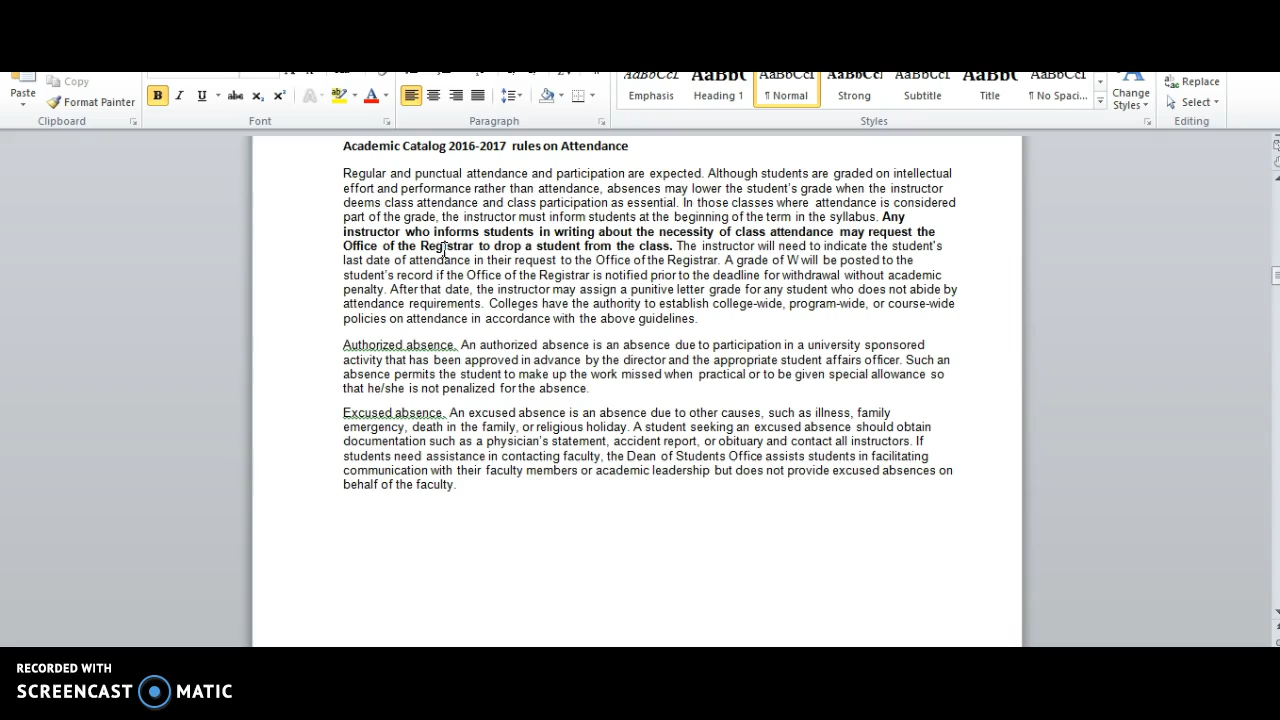 Copy
Paste
Format Painter
Clipboard
B I U abc x₂ x² A ab A
Font
Paragraph
AaBbCcI AaBbC AaBbCcI AaBbCcI AaBbCcI AaBbC AaBbCcI
Emphasis Heading 1 ¶ Normal Strong Subtitle Title ¶ No Spaci...
Styles
A
Change
Styles
Replace
Select
Editing
Academic Catalog 2016-2017 rules on Attendance
Regular and punctual attendance and participation are expected. Although students are graded on intellectual
effort and performance rather than attendance, absences may lower the student's grade when the instructor
deems class attendance and class participation as essential. In those classes where attendance is considered
part of the grade, the instructor must inform students at the beginning of the term in the syllabus. Any
instructor who informs students in writing about the necessity of class attendance may request the
Office of the Registrar to drop a student from the class. The instructor will need to indicate the student's
last date of attendance in their request to the Office of the Registrar. A grade of W will be posted to the
student's record if the Office of the Registrar is notified prior to the deadline for withdrawal without academic
penalty. After that date, the instructor may assign a punitive letter grade for any student who does not abide by
attendance requirements. Colleges have the authority to establish college-wide, program-wide, or course-wide
policies on attendance in accordance with the above guidelines.
Authorized absence. An authorized absence is an absence due to participation in a university sponsored
activity that has been approved in advance by the director and the appropriate student affairs officer. Such an
absence permits the student to make up the work missed when practical or to be given special allowance so
that he/she is not penalized for the absence.
Excused absence. An excused absence is an absence due to other causes, such as illness, family
emergency, death in the family, or religious holiday. A student seeking an excused absence should obtain
documentation such as a physician's statement, accident report, or obituary and contact all instructors. If
students need assistance in contacting faculty, the Dean of Students Office assists students in facilitating
communication with their faculty members or academic leadership but does not provide excused absences on
behalf of the faculty.
RECORDED WITH
SCREENCAST MATIC